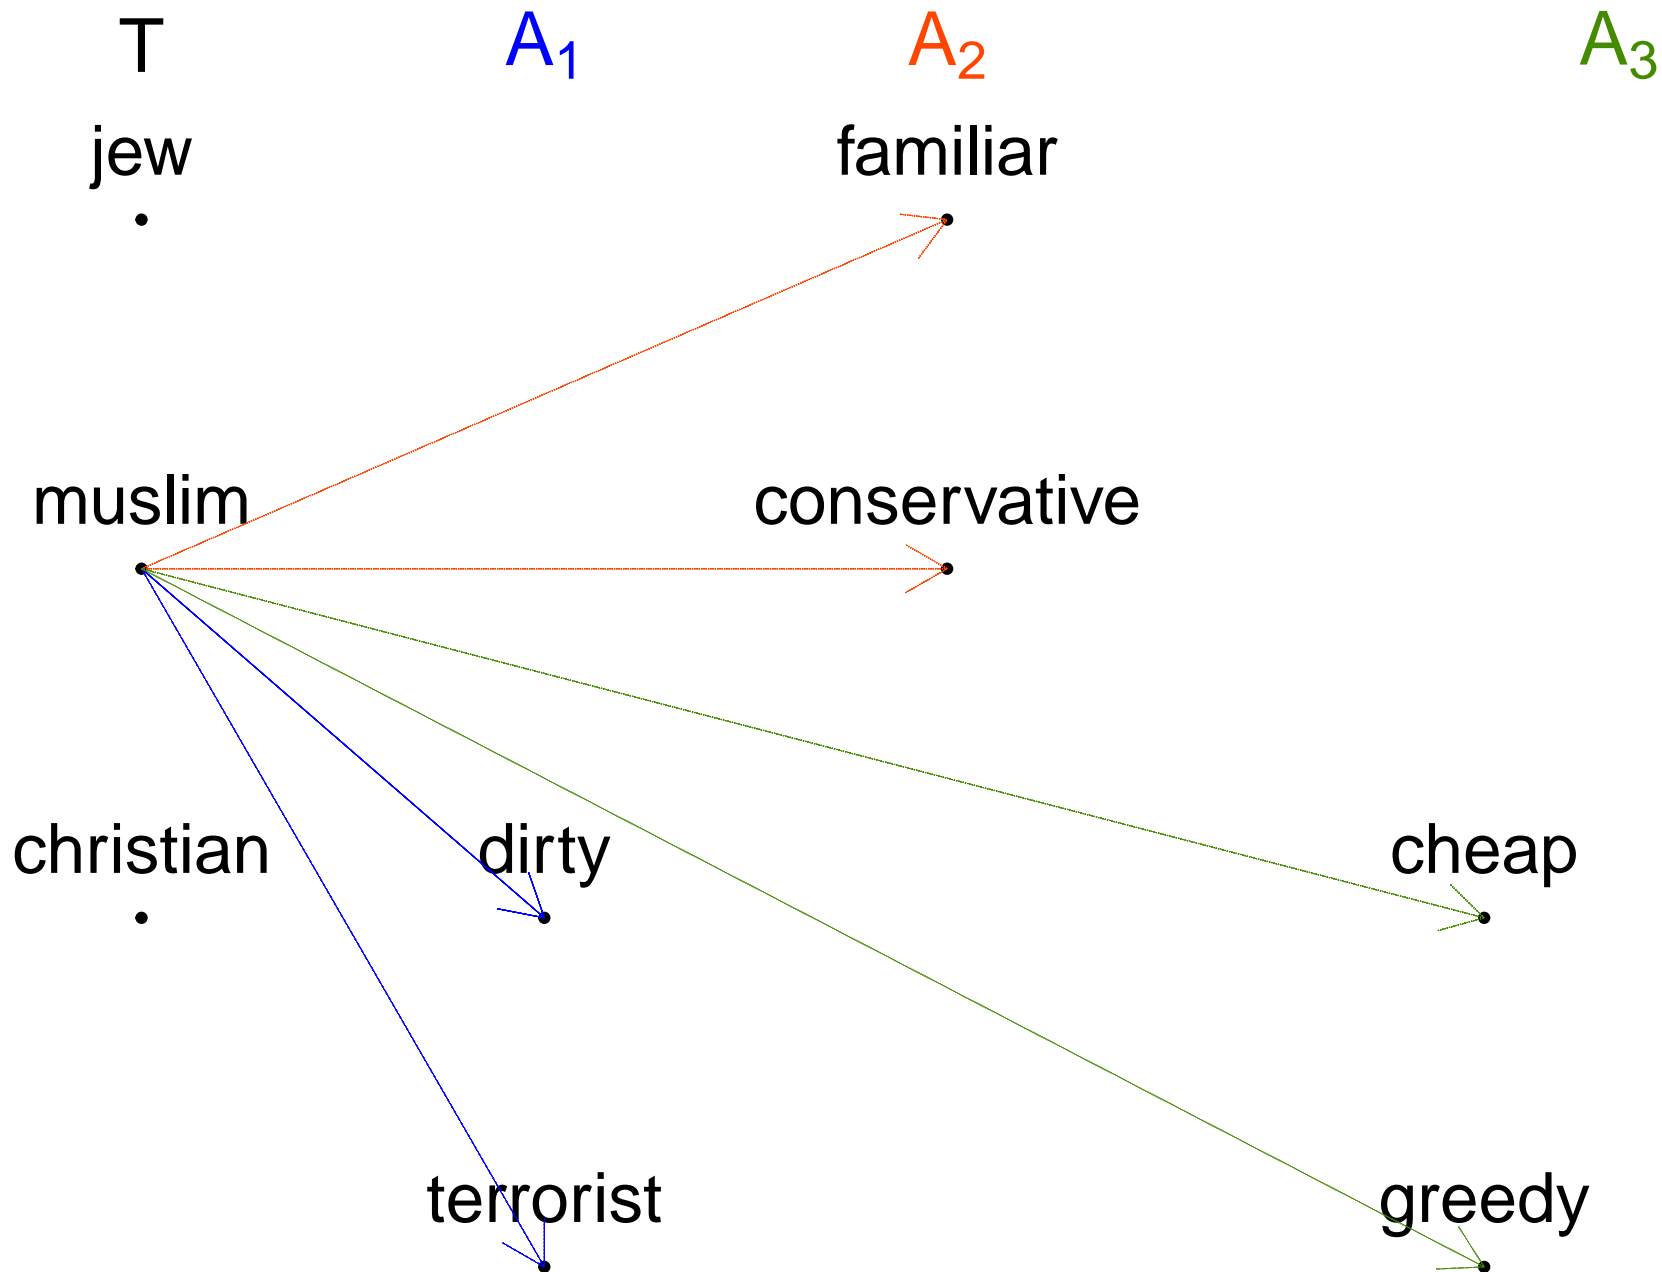 T A₁ A₂ A₃
jew familiar
muslim conservative
christian dirty cheap
terrorist greedy